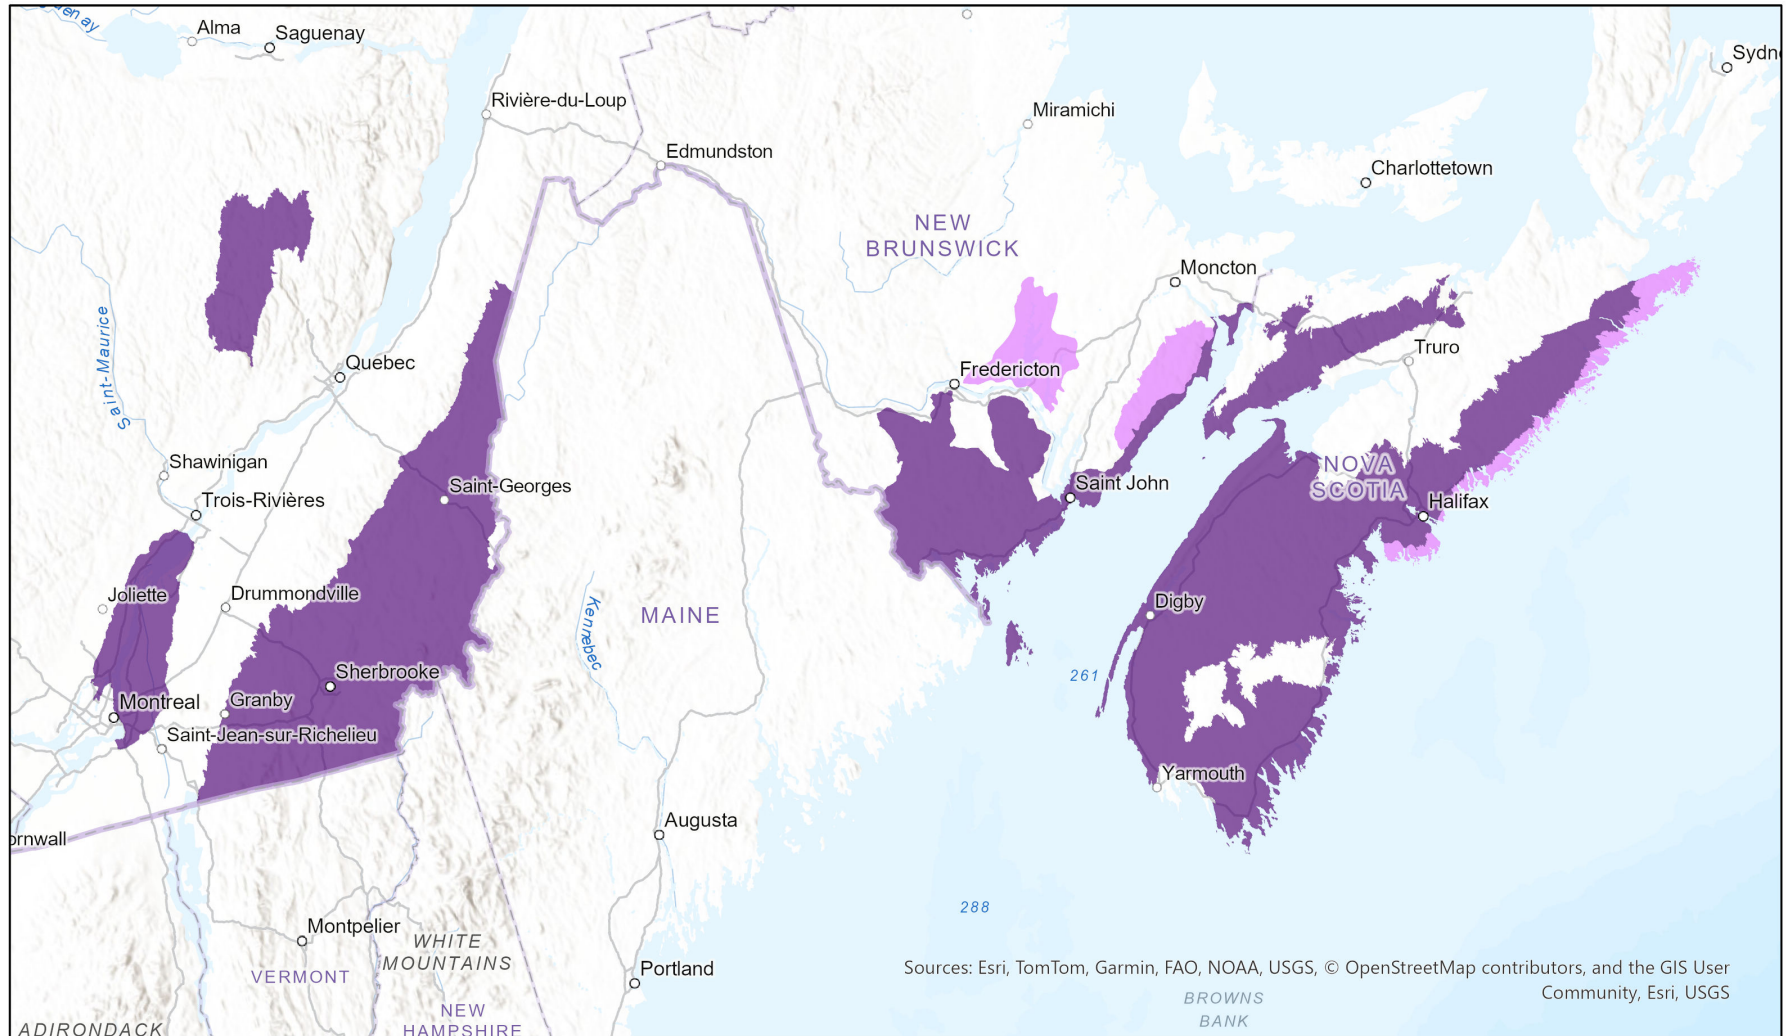 Alma
Saguenay
Rivière-du-Loup
Edmundston
Miramichi
Charlottetown
NEW
BRUNSWICK
Moncton
Saint-Maurice
Quebec
Fredericton
Truro
Shawinigan
Saint-Georges
Trois-Rivières
Saint John
NOVA
SCOTIA
Halifax
Joliette
Drummondville
Kennebec
MAINE
Digby
261
Sherbrooke
Granby
Montreal
Saint-Jean-sur-Richelieu
Yarmouth
Augusta
288
Montpelier
WHITE
MOUNTAINS
VERMONT
Portland
Sources: Esri, TomTom, Garmin, FAO, NOAA, USGS, © OpenStreetMap contributors, and the GIS User
Community, Esri, USGS
BROWNS
BANK
NEW
HAMPSHIRE
ADIRONDACK